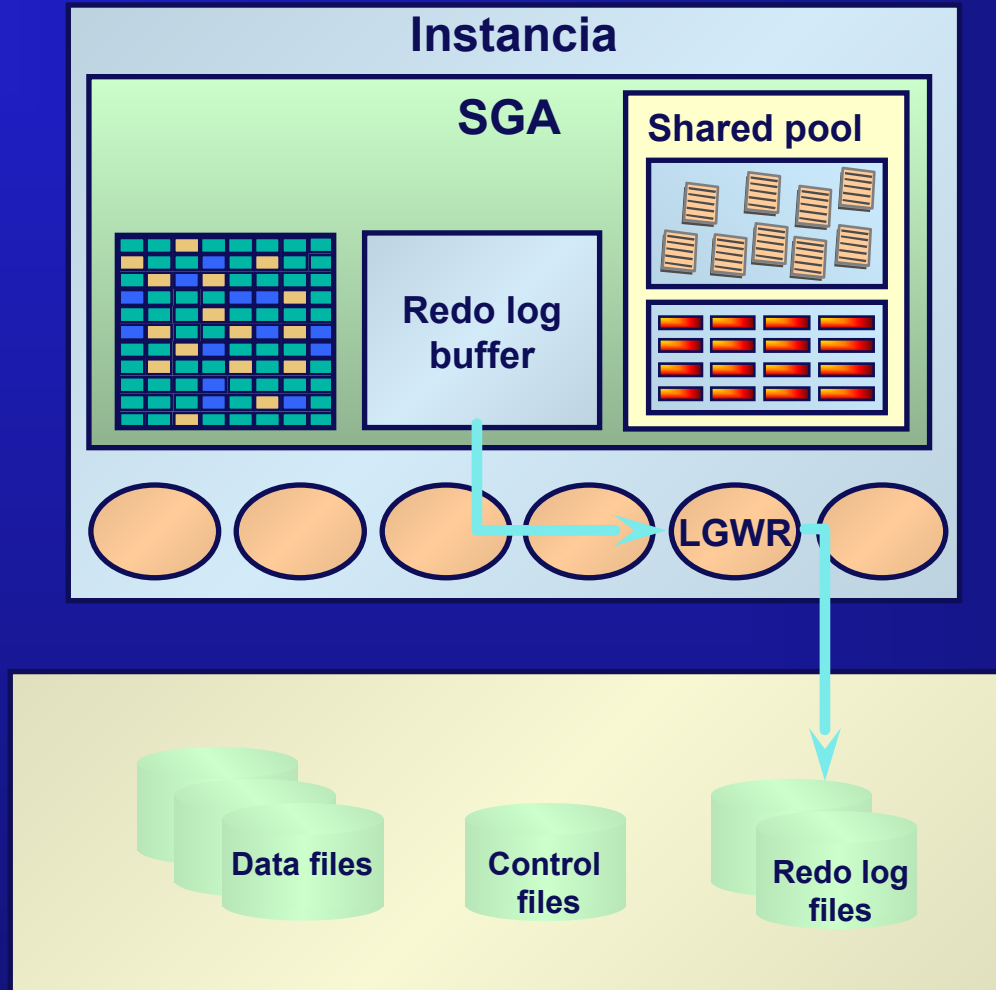 Instancia
SGA
Shared pool
Redo log
buffer
LGWR
Data files
Control
files
Redo log
files